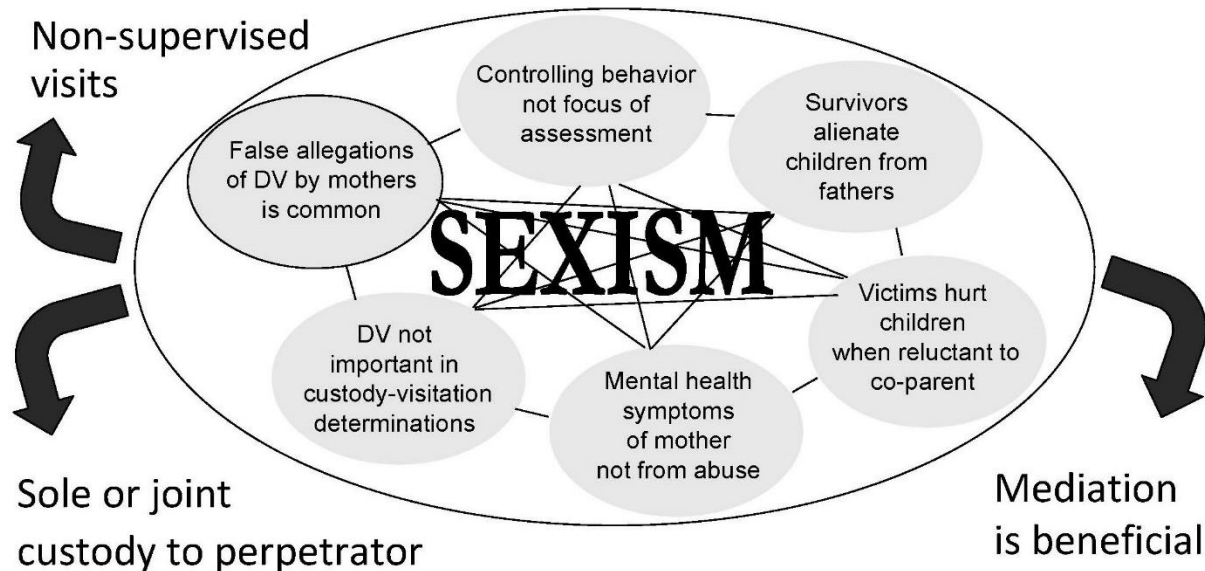 Non-supervised
visits
Controlling behavior
not focus of
assessment
Survivors
alienate
children from
fathers
False allegations
of DV by mothers
is common
SEXISM
Victims hurt
children
when reluctant to
co-parent
DV not
important in
custody-visitation
determinations
Mental health
symptoms
of mother
not from abuse
Sole or joint
custody to perpetrator
Mediation
is beneficial